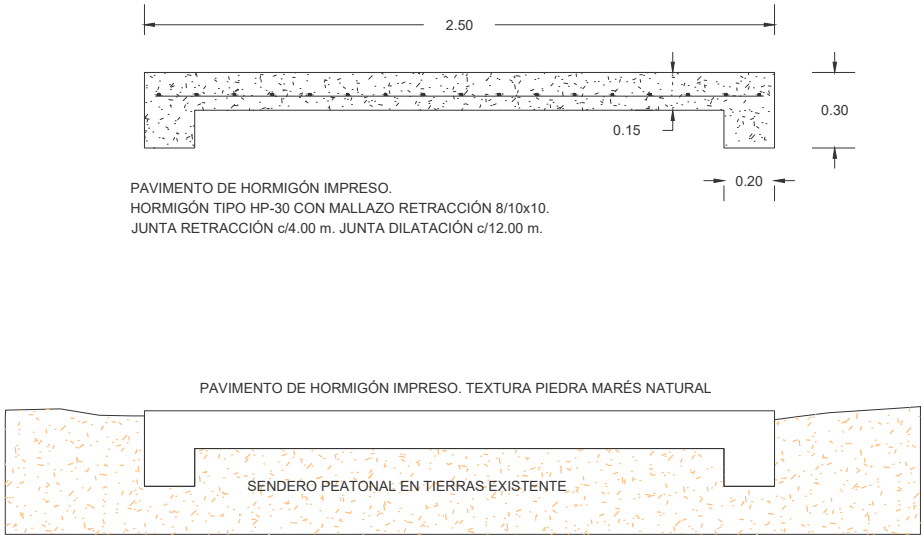 2.50
0.30
0.15
0.20
PAVIMENTO DE HORMIGÓN IMPRESO.
HORMIGÓN TIPO HP-30 CON MALLAZO RETRACCIÓN 8/10x10.
JUNTA RETRACCIÓN c/4.00 m. JUNTA DILATACIÓN c/12.00 m.
PAVIMENTO DE HORMIGÓN IMPRESO. TEXTURA PIEDRA MARÉS NATURAL
SENDERO PEATONAL EN TIERRAS EXISTENTE